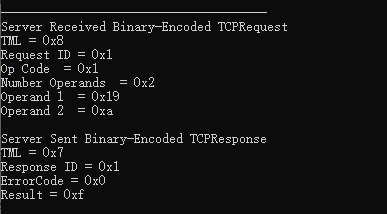 Server Received Binary-Encoded TCPRequest
TML = 0x8
Request ID = 0x1
Op Code  = 0x1
Number Operands  = 0x2
Operand 1  = 0x19
Operand 2  = 0xa
Server Sent Binary-Encoded TCPResponse
TML = 0x7
Response ID = 0x1
ErrorCode = 0x0
Result = 0xf